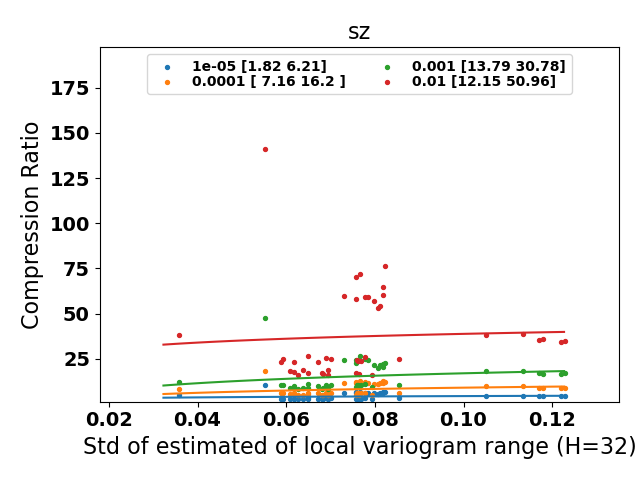 sz
1e-05 [1.82 6.21]
0.0001 [ 7.16 16.2 ]
0.001 [13.79 30.78]
0.01 [12.15 50.96]
Compression Ratio
175
150
125
100
75
50
25
0.02 0.04 0.06 0.08 0.10 0.12
Std of estimated of local variogram range (H=32)